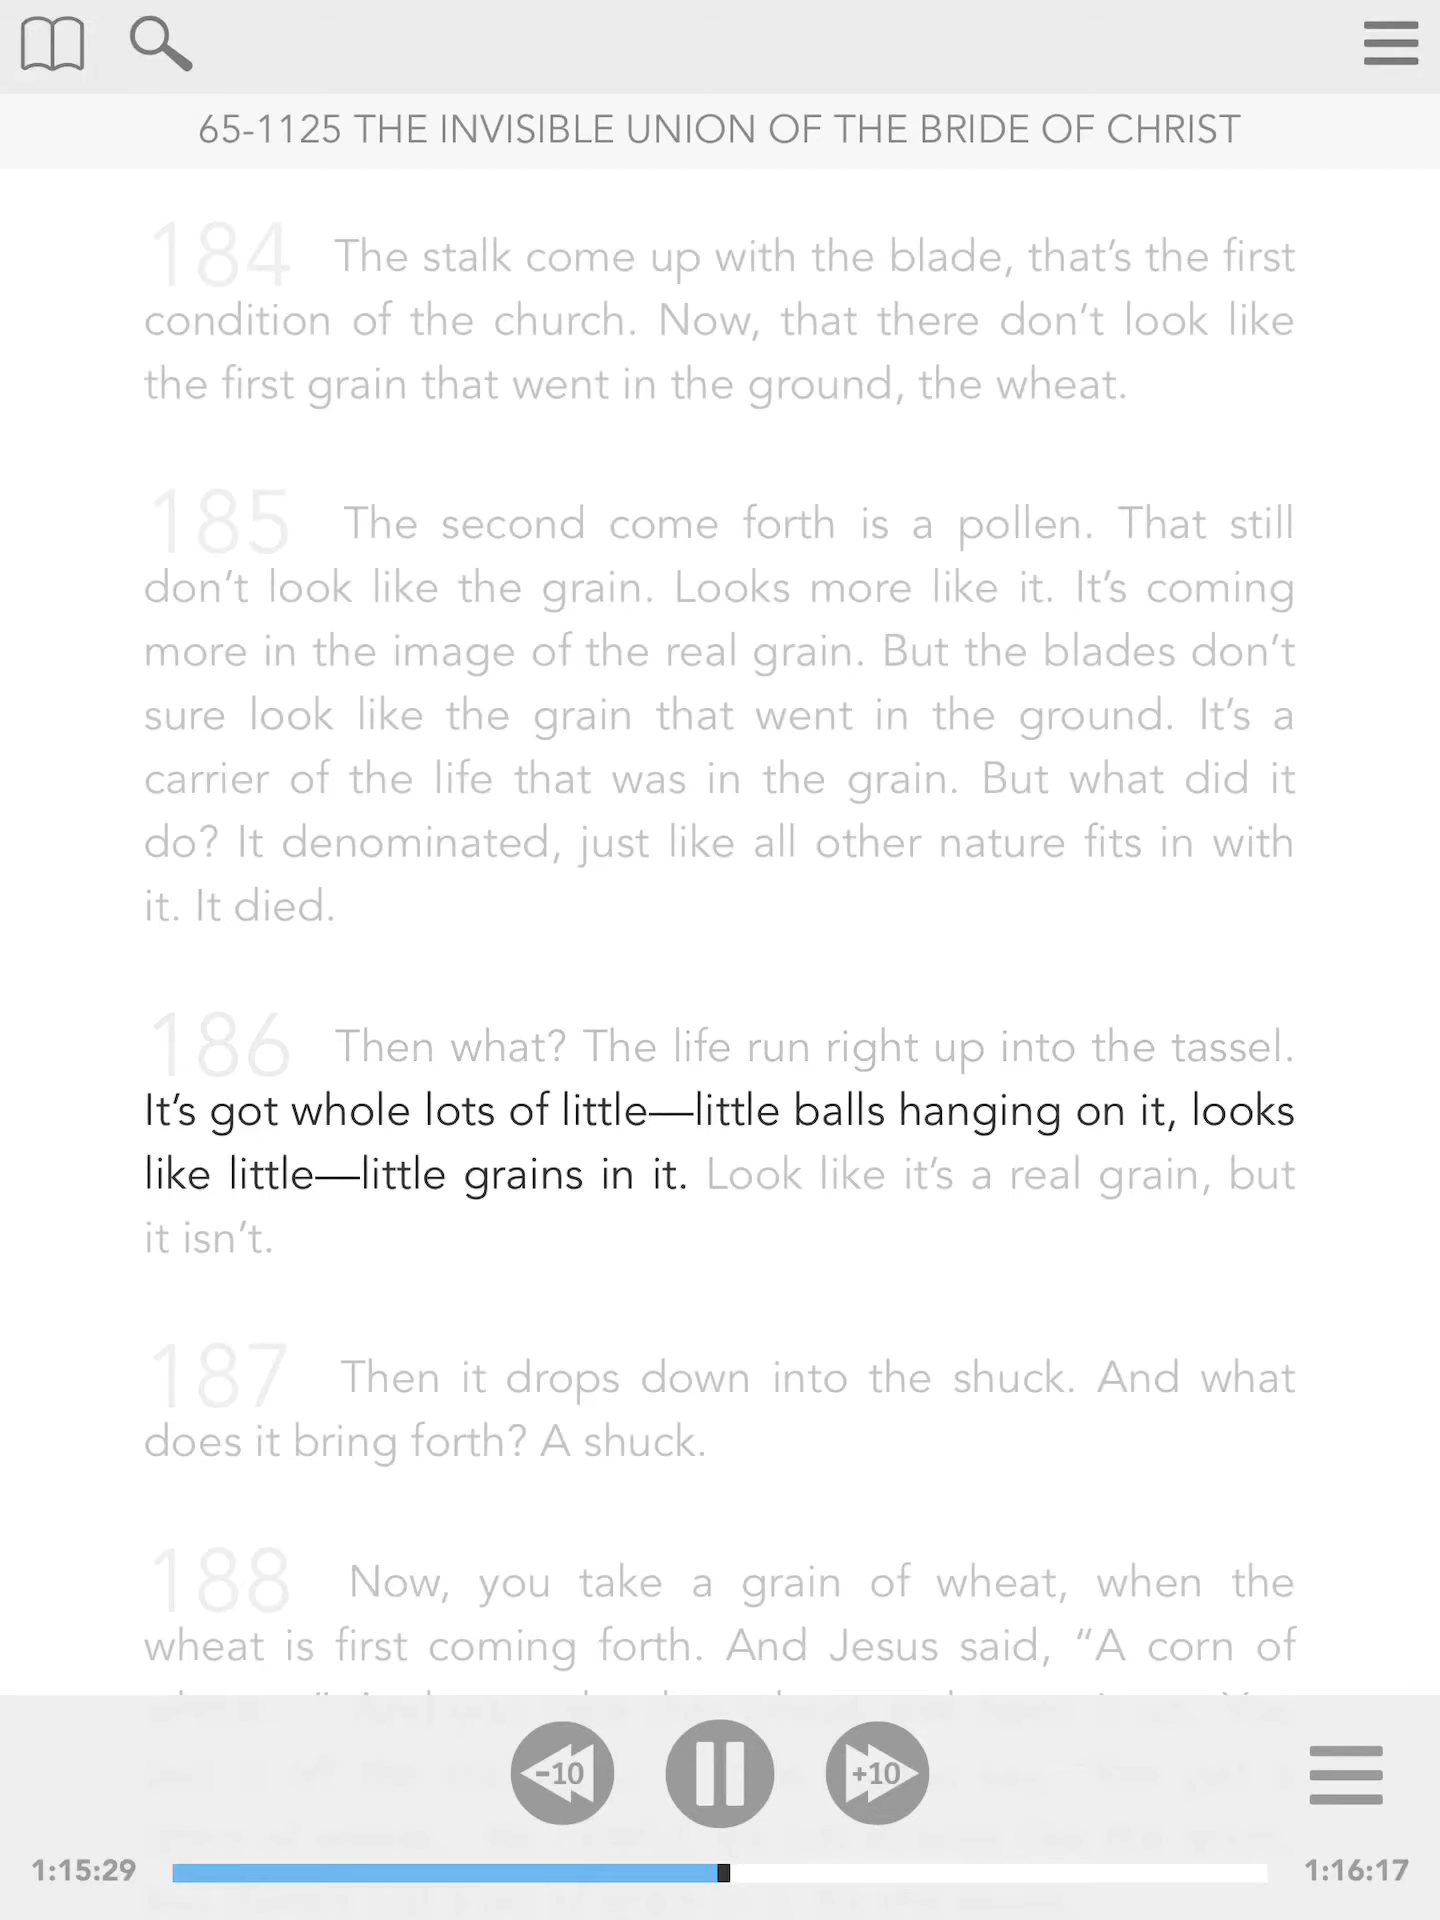 65-1125 THE INVISIBLE UNION OF THE BRIDE OF CHRIST
184 The stalk come up with the blade, that’s the first
condition of the church. Now, that there don’t look like
the first grain that went in the ground, the wheat.
185 The second come forth is a pollen. That still
don’t look like the grain. Looks more like it. It’s coming
more in the image of the real grain. But the blades don’t
sure look like the grain that went in the ground. It’s a
carrier of the life that was in the grain. But what did it
do? It denominated, just like all other nature fits in with
it. It died.
186 Then what? The life run right up into the tassel.
It’s got whole lots of little—little balls hanging on it, looks
like little—little grains in it. Look like it’s a real grain, but
it isn’t.
187 Then it drops down into the shuck. And what
does it bring forth? A shuck.
188 Now, you take a grain of wheat, when the
wheat is first coming forth. And Jesus said, “A corn of
-10 +10
1:15:29 1:16:17